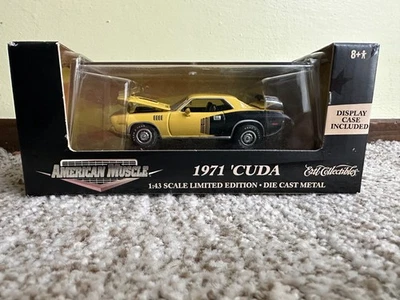 8+
DISPLAY
CASE
INCLUDED
AMERICAN MUSCLE
1971 'CUDA
Ertl Collectibles
1:43 SCALE LIMITED EDITION • DIE CAST METAL